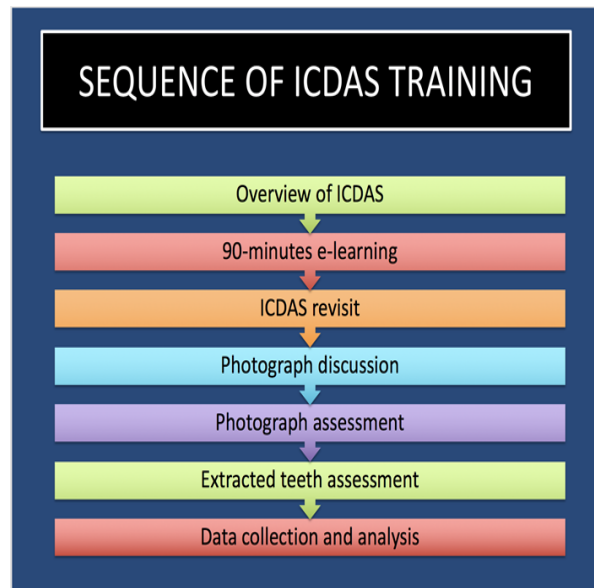 SEQUENCE OF ICDAS TRAINING
Overview of ICDAS
90-minutes e-learning
ICDAS revisit
Photograph discussion
Photograph assessment
Extracted teeth assessment
Data collection and analysis